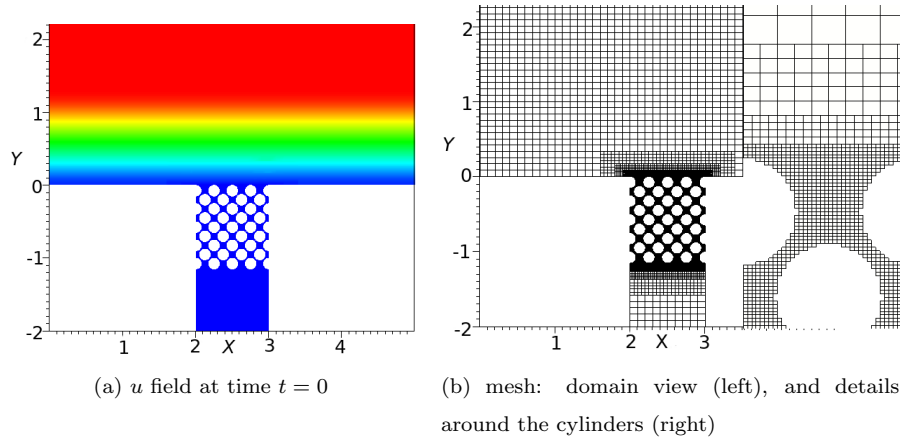 2
1
Y
0
-1
-2
1
2
X
3
4
2
1
Y
0
-1
-2
1
2
X
3
(a) u field at time t = 0
(b) mesh: domain view (left), and details
around the cylinders (right)